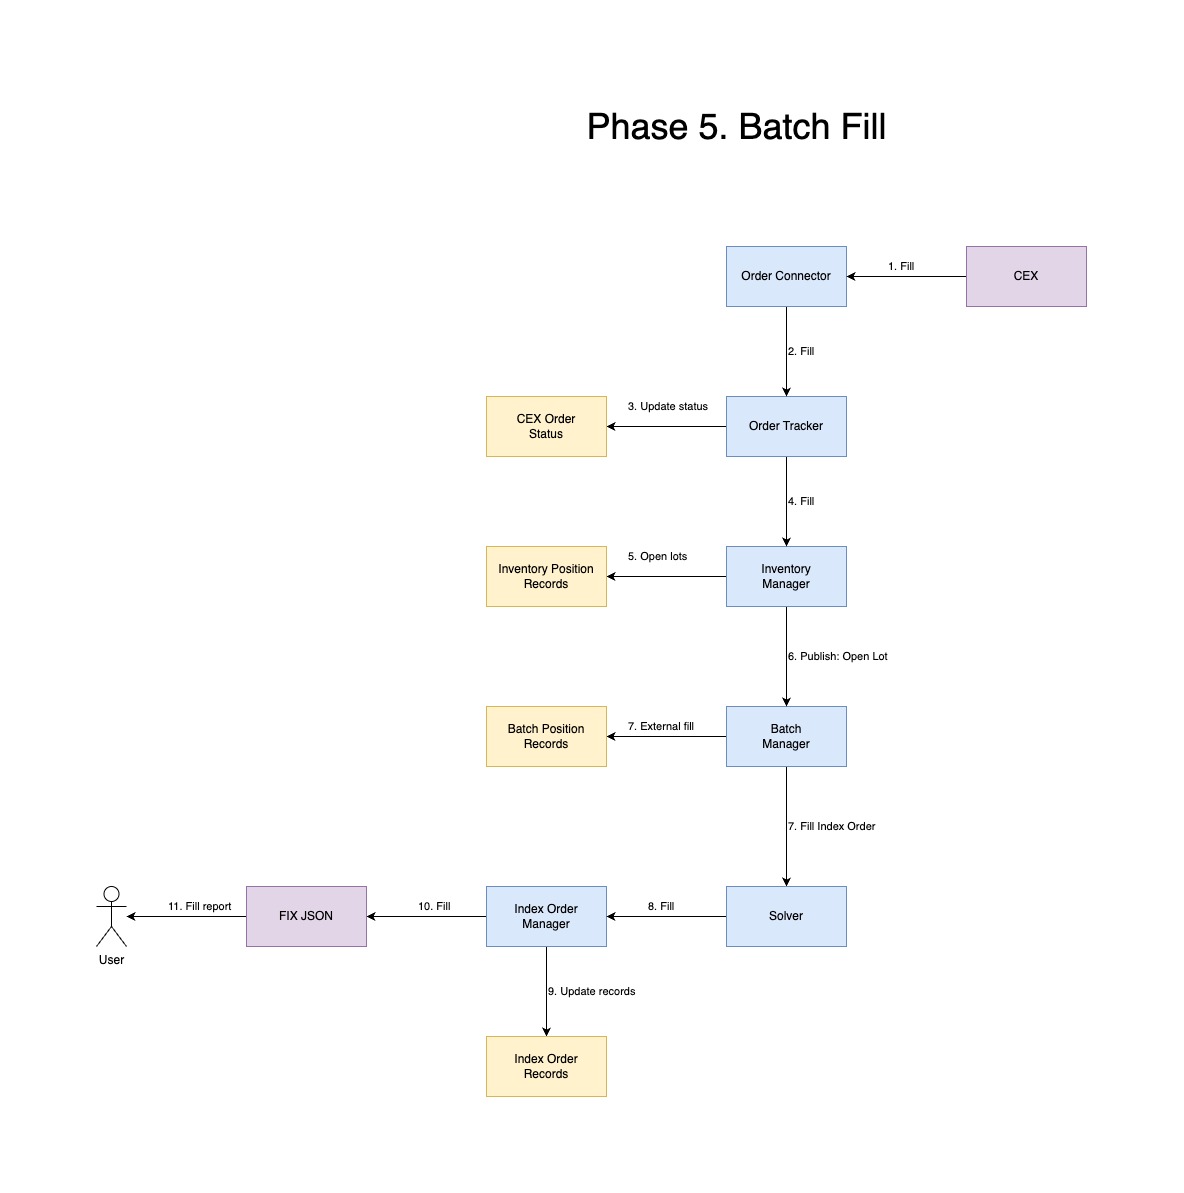 Phase 5. Batch Fill
Order Connector
1. Fill
CEX
2. Fill
CEX Order
Status
3. Update status
Order Tracker
4. Fill
Inventory Position
Records
5. Open lots
Inventory
Manager
6. Publish: Open Lot
Batch Position
Records
7. External fill
Batch
Manager
7. Fill Index Order
User
11. Fill report
FIX JSON
10. Fill
Index Order
Manager
8. Fill
Solver
9. Update records
Index Order
Records